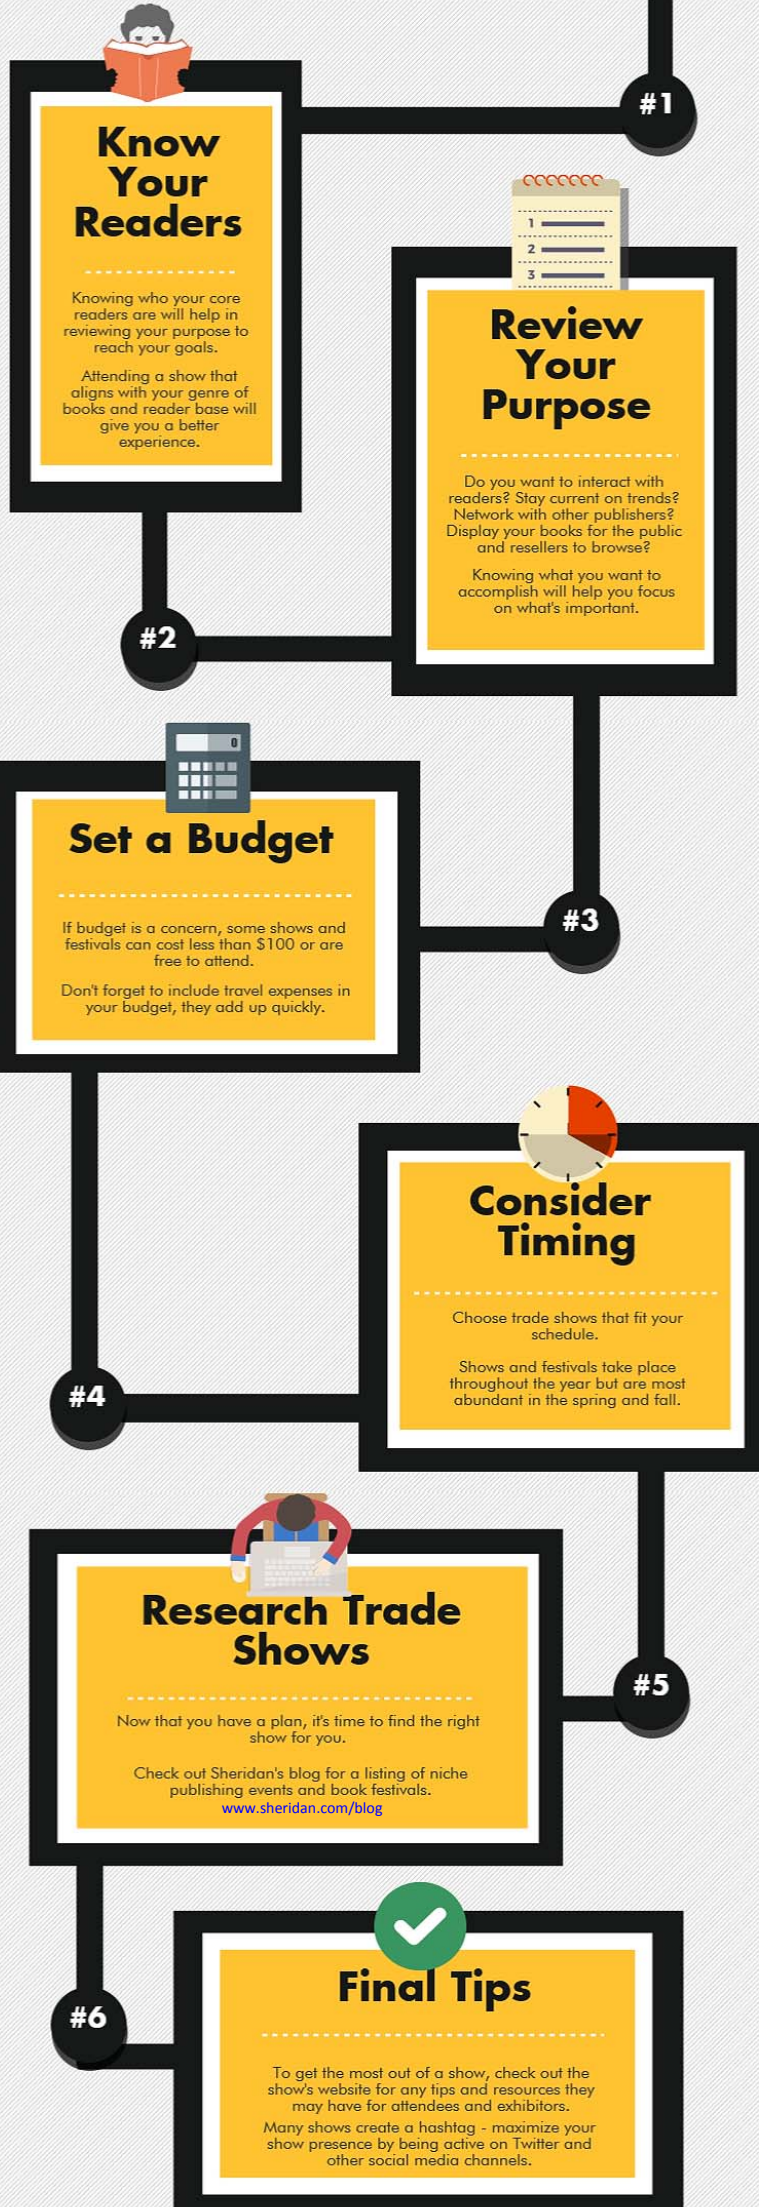 #1
Know
Your
Readers
Knowing who your core
readers are will help in
reviewing your purpose to
reach your goals.
Attending a show that
aligns with your genre of
books and reader base will
give you a better
experience.
1
2
3
Review
Your
Purpose
Do you want to interact with
readers? Stay current on trends?
Network with other publishers?
Display your books for the public
and resellers to browse?
Knowing what you want to
accomplish will help you focus
on what's important.
#2
0
Set a Budget
If budget is a concern, some shows and
festivals can cost less than $100 or are
free to attend.
Don't forget to include travel expenses in
your budget, they add up quickly.
#3
Consider
Timing
Choose trade shows that fit your
schedule.
Shows and festivals take place
throughout the year but are most
abundant in the spring and fall.
#4
Research Trade
Shows
Now that you have a plan, it's time to find the right
show for you.
Check out Sheridan's blog for a listing of niche
publishing events and book festivals.
www.sheridan.com/blog
#5
#6
Final Tips
To get the most out of a show, check out the
show's website for any tips and resources they
may have for attendees and exhibitors.
Many shows create a hashtag - maximize your
show presence by being active on Twitter and
other social media channels.